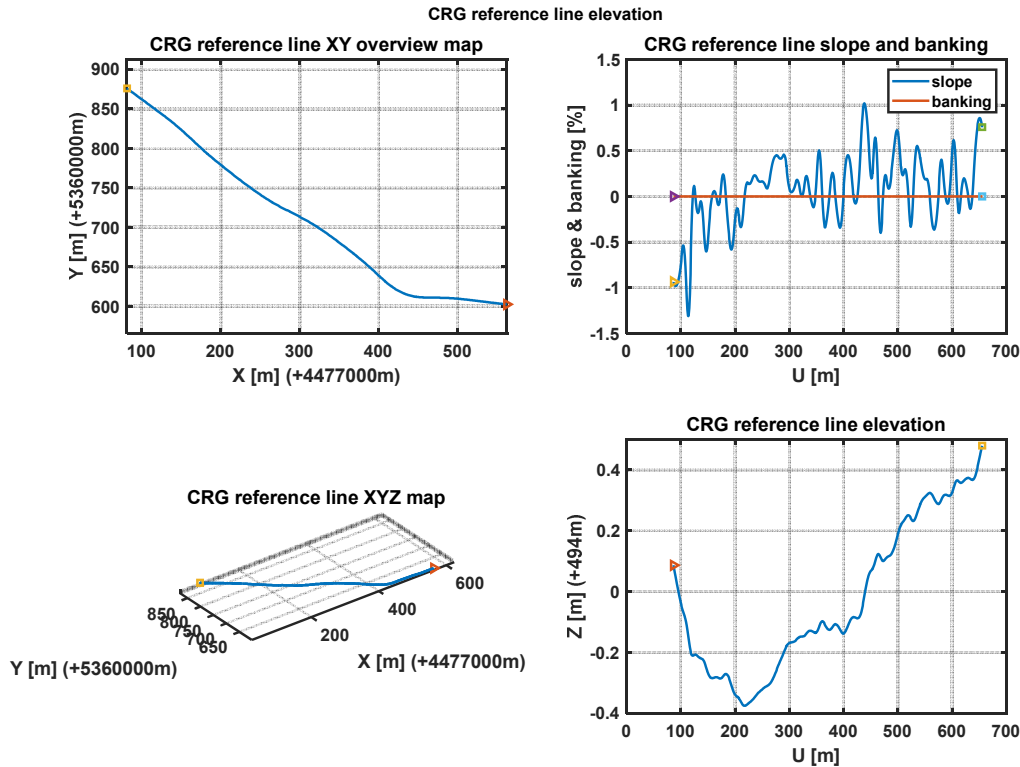 CRG reference line elevation
CRG reference line XY overview map
900
850
800
750
700
650
600
Y [m] (+5360000m)
100 200 300 400 500
X [m] (+4477000m)
CRG reference line slope and banking
1.5
1
0.5
0
-0.5
-1
-1.5
slope & banking [%]
slope
banking
0 100 200 300 400 500 600 700
U [m]
CRG reference line XYZ map
850
800
750
700
650
Y [m] (+5360000m)
200
400
600
X [m] (+4477000m)
CRG reference line elevation
0.4
0.2
0
-0.2
-0.4
Z [m] (+494m)
0 100 200 300 400 500 600 700
U [m]